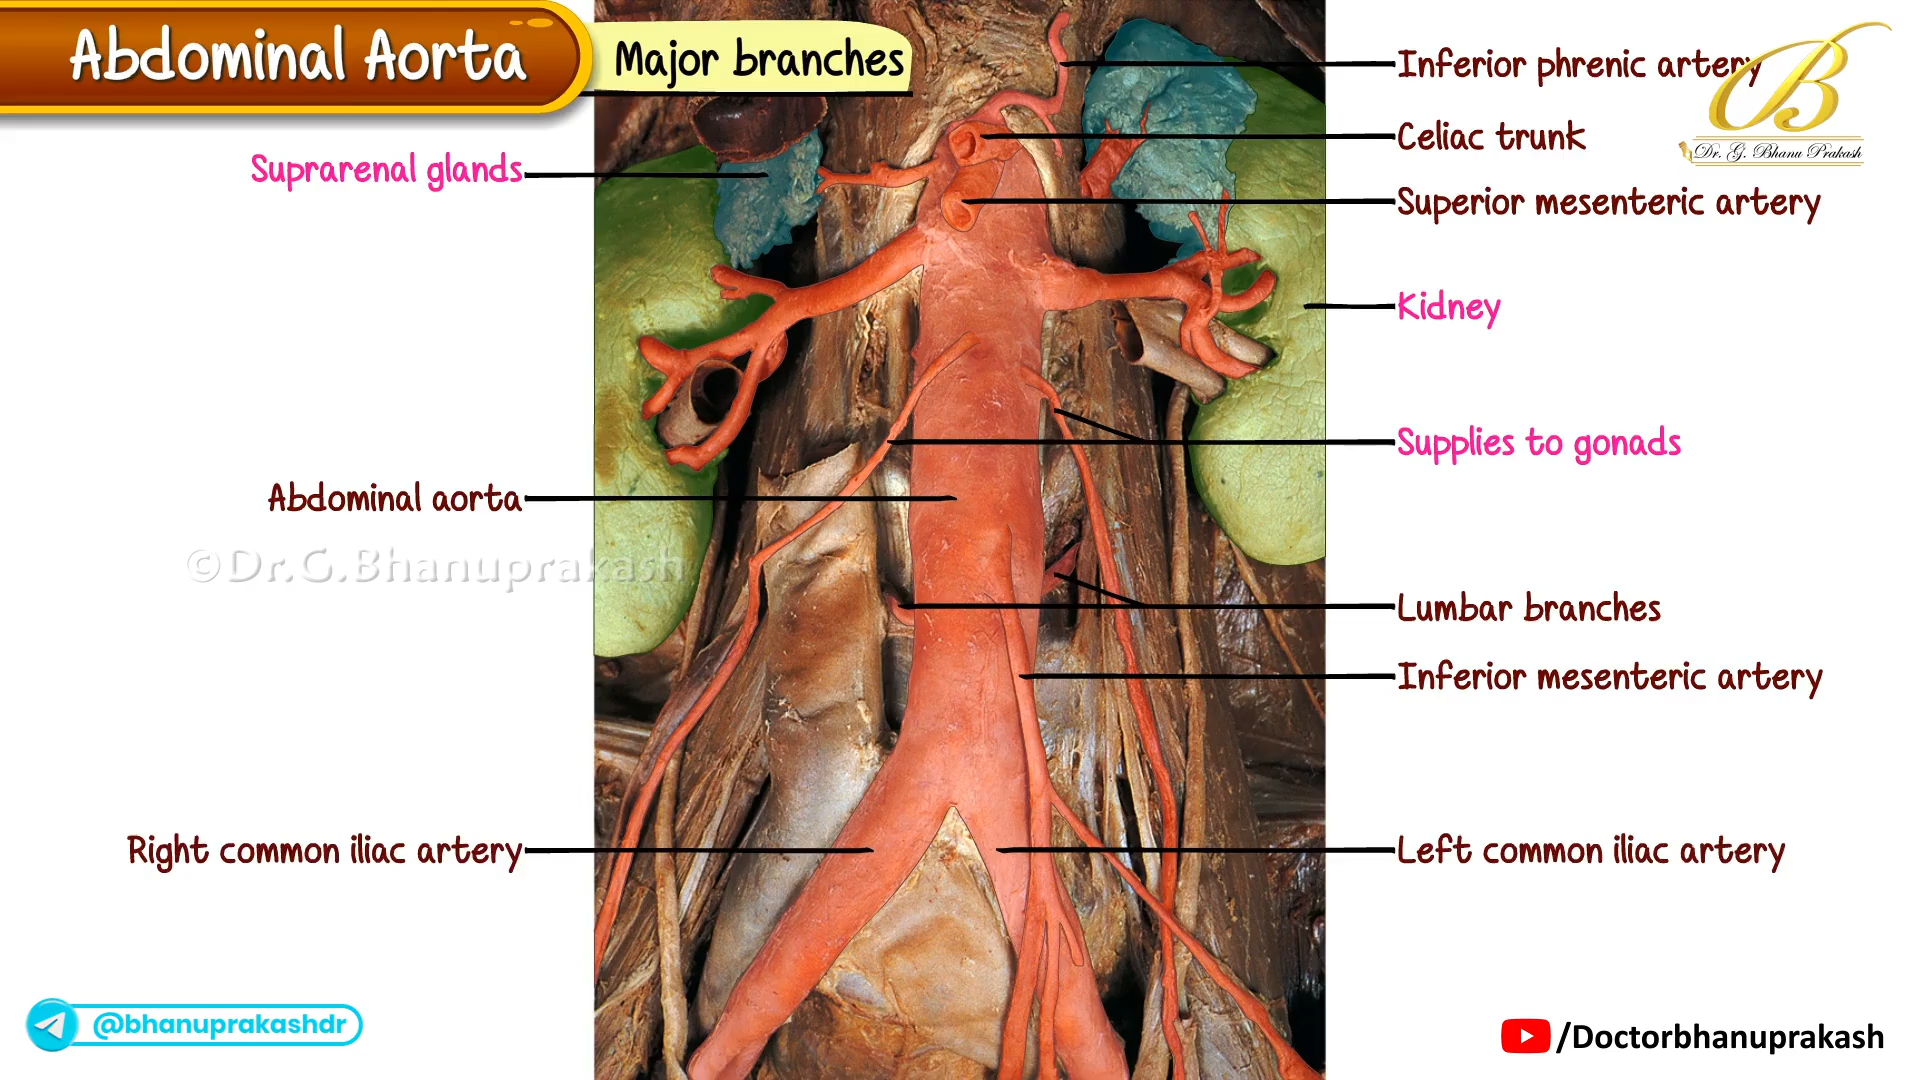 Abdominal Aorta
Major branches
Inferior phrenic artery
Dr. G. Bhanu Prakash
Celiac trunk
Suprarenal glands
Superior mesenteric artery
Kidney
Supplies to gonads
Abdominal aorta
©Dr.G.Bhanuprakash
Lumbar branches
Inferior mesenteric artery
Right common iliac artery
Left common iliac artery
@bhanuprakashdr
/Doctorbhanuprakash